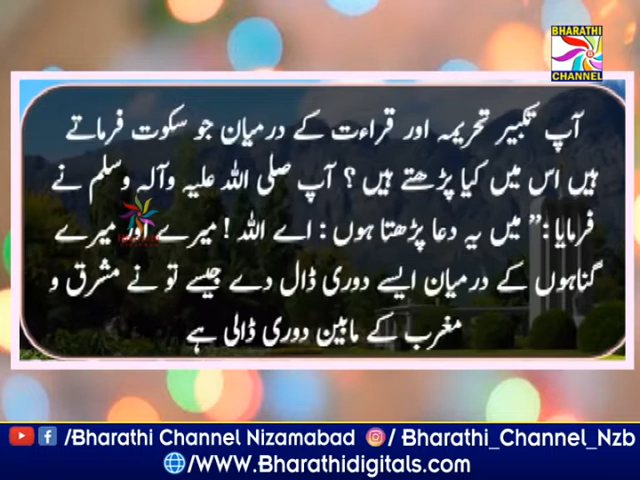 BHARATHI
CHANNEL
آپ تکبیر تحریمہ اور قراءت کے درمیان جو سکوت فرماتے
ہیں اس میں کیا پڑھتے ہیں ؟ آپ صلی اللہ علیہ وآلہ وسلم نے
فرمایا :” میں یہ دعا پڑھتا ہوں : اے اللہ ! میرے اور میرے
گناہوں کے درمیان ایسے دوری ڈال دے جیسے تو نے مشرق و
مغرب کے مابین دوری ڈالی ہے
/Bharathi Channel Nizamabad / Bharathi_Channel_Nzb
/WWW.Bharathidigitals.com